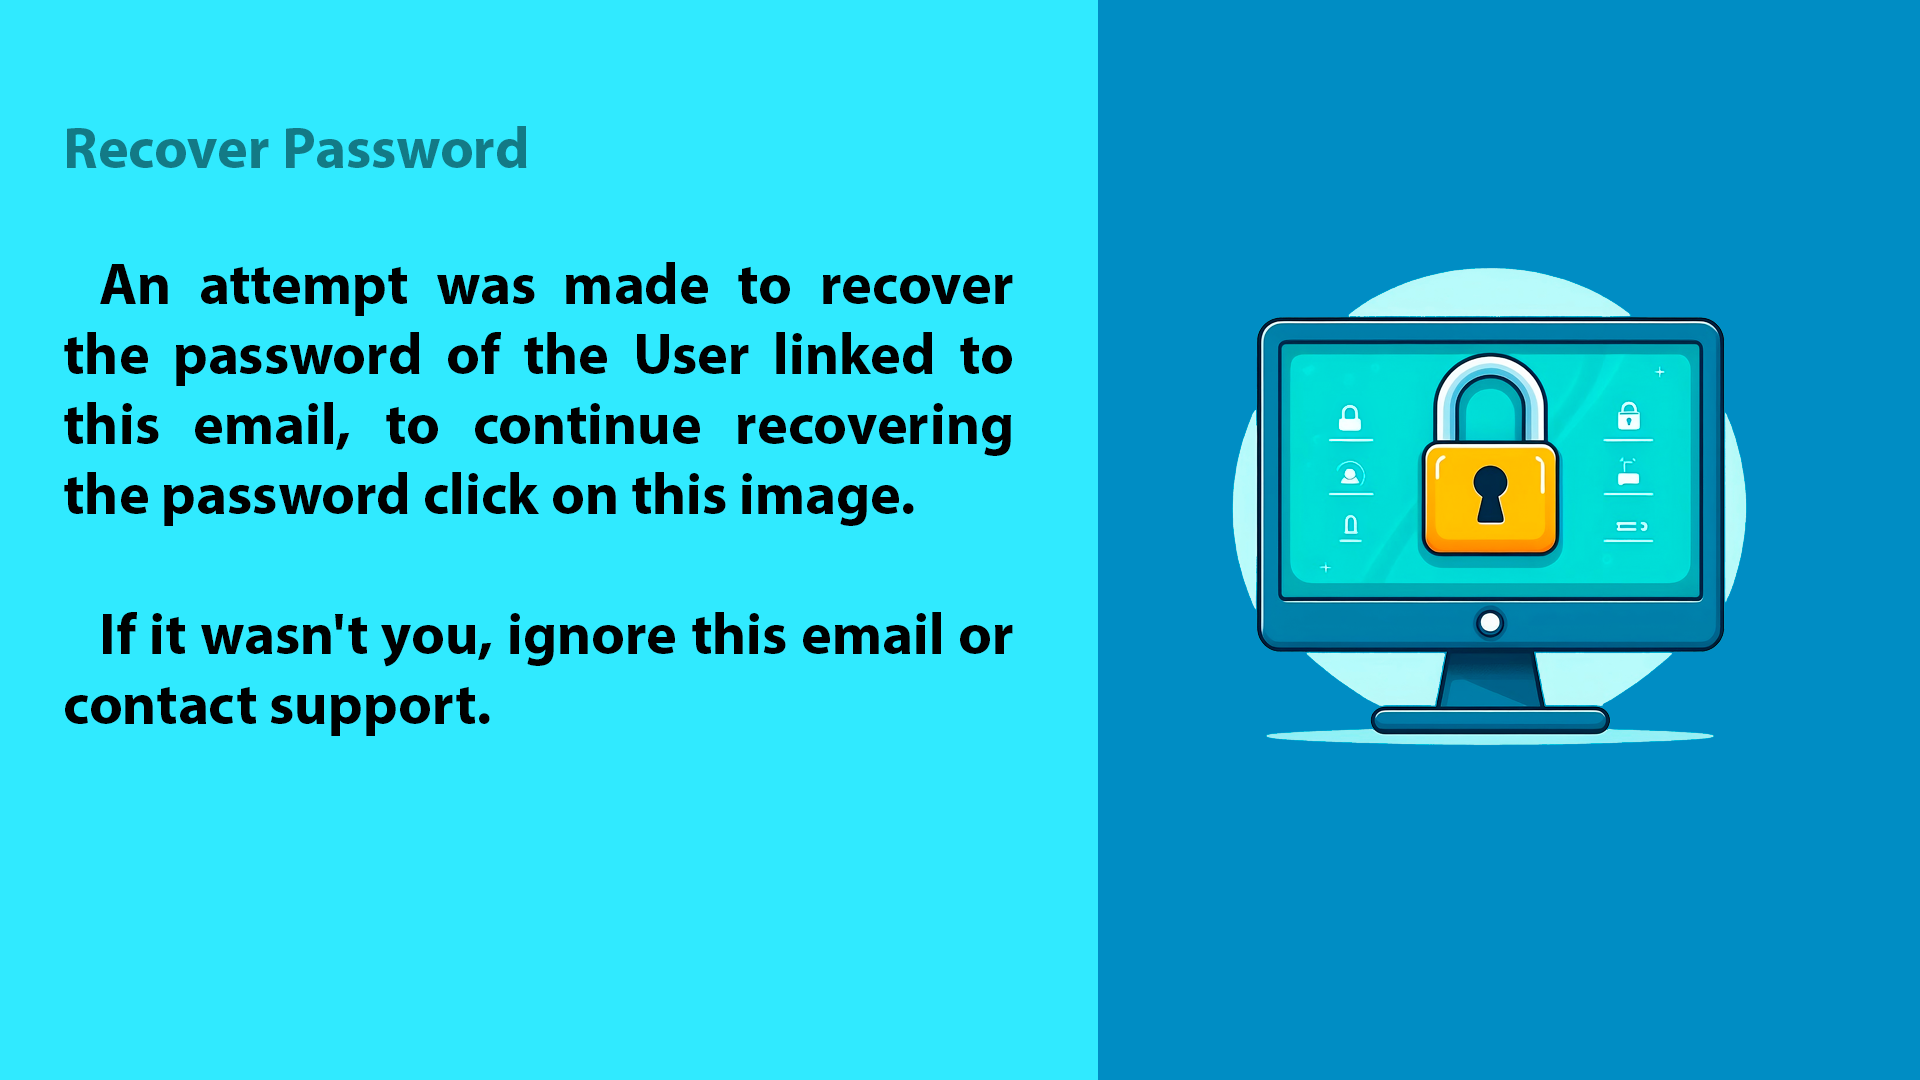 Recover Password
An attempt was made to recover
the password of the User linked to
this email, to continue recovering
the password click on this image.
If it wasn't you, ignore this email or
contact support.